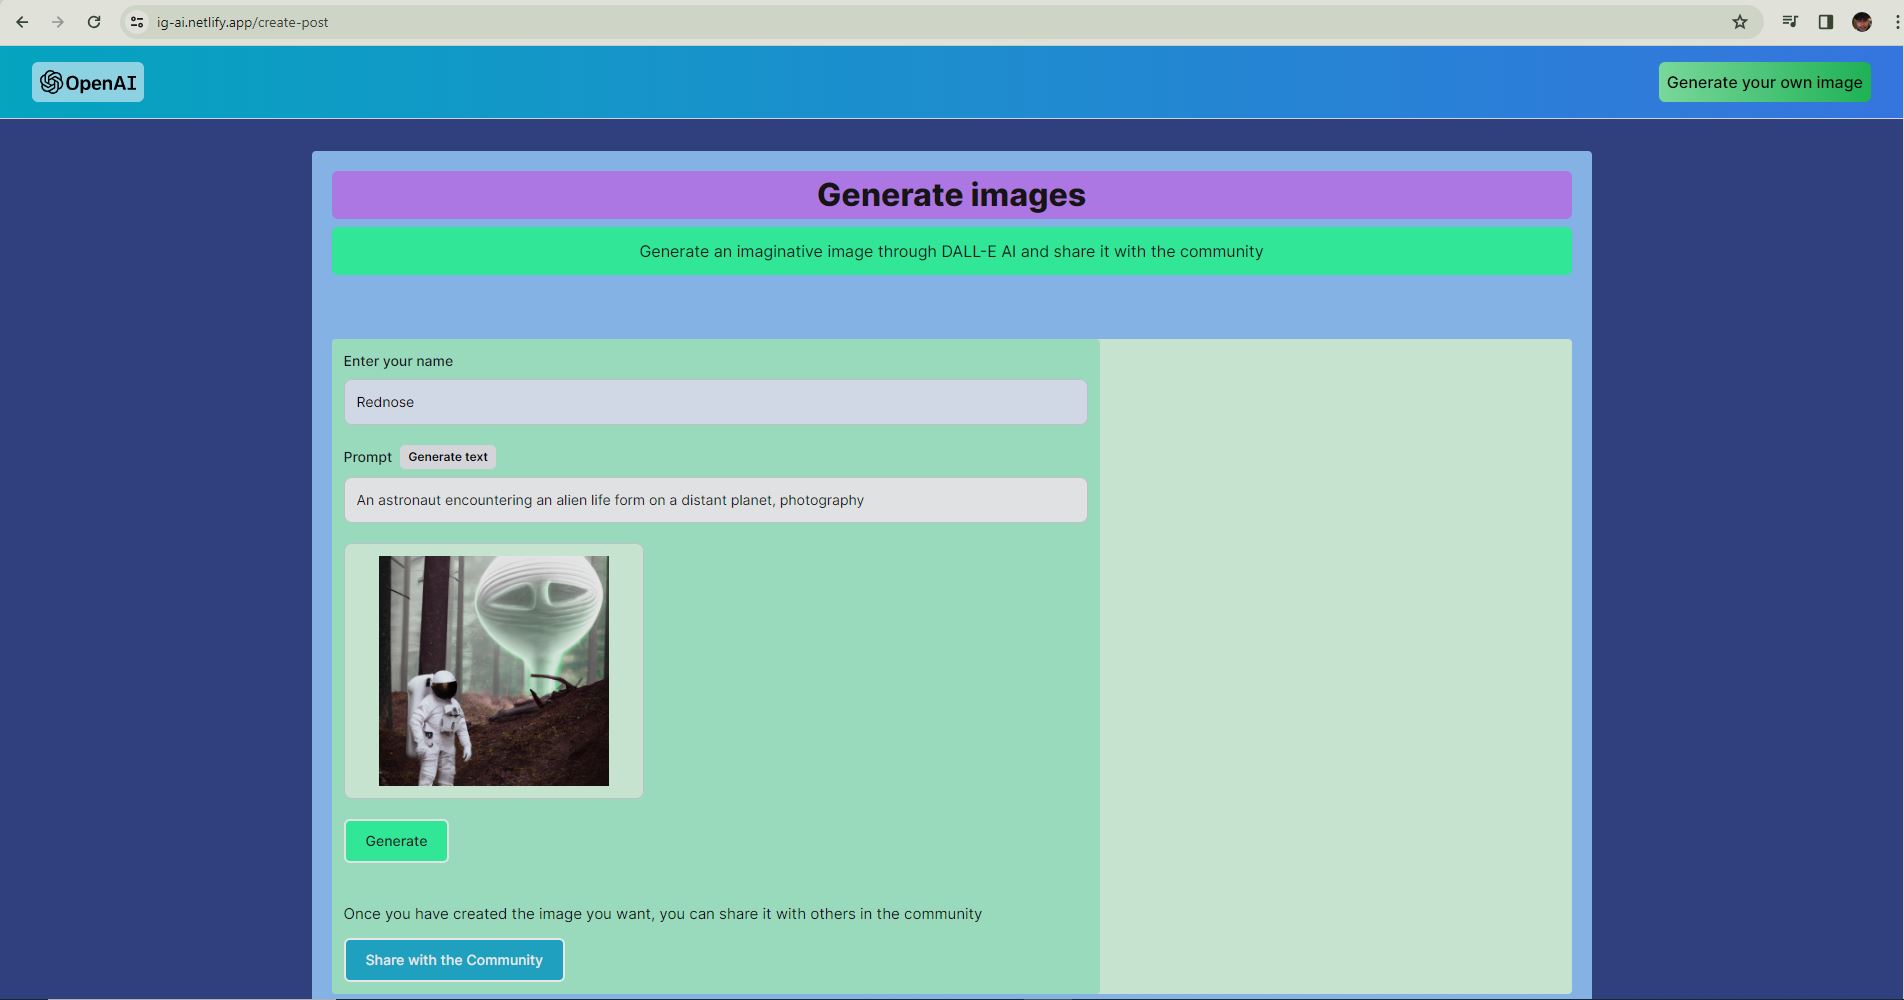 ig-ai.netlify.app/create-post
OpenAI
Generate your own image
Generate images
Generate an imaginative image through DALL-E AI and share it with the community
Enter your name
Rednose
Prompt Generate text
An astronaut encountering an alien life form on a distant planet, photography
Generate
Once you have created the image you want, you can share it with others in the community
Share with the Community